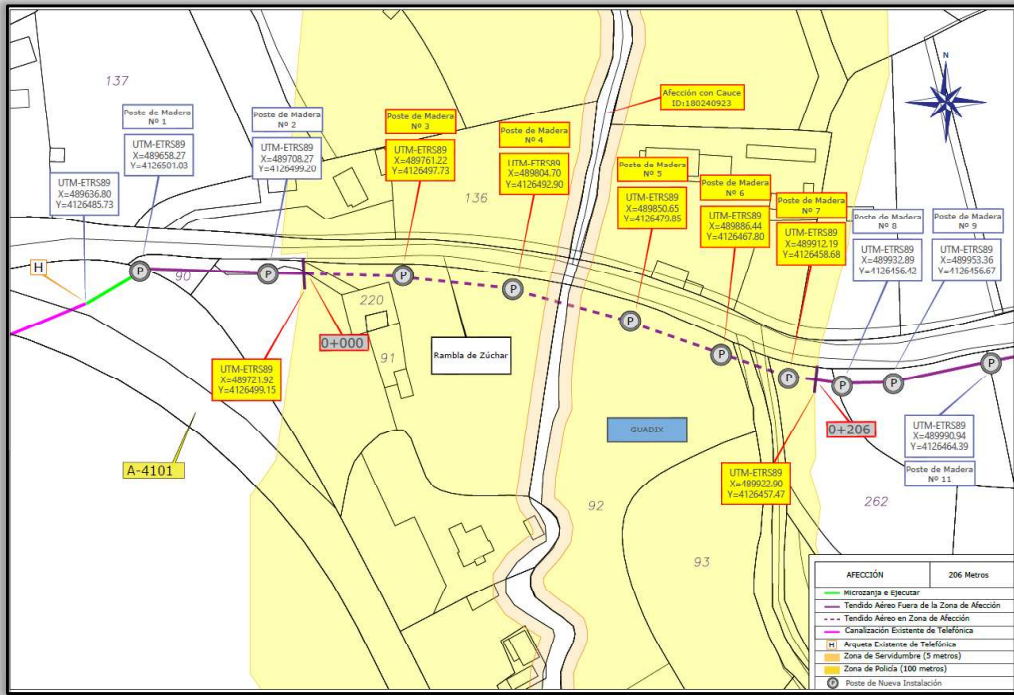 137
N
Poste de Madera
Nº 1
Poste de Madera
Nº 2
Poste de Madera
Nº 3
Poste de Madera
Nº 4
Afección con Cauce
ID:180240923
UTM-ETRS89
X=489636.80
Y=4126485.73
UTM-ETRS89
X=489658.27
Y=4126501.03
UTM-ETRS89
X=489708.27
Y=4126499.20
UTM-ETRS89
X=489761.22
Y=4126497.73
UTM-ETRS89
X=489804.70
Y=4126492.90
136
Poste de Madera
Nº 5
UTM-ETRS89
X=489850.65
Y=4126479.85
Poste de Madera
Nº 6
UTM-ETRS89
X=489886.44
Y=4126467.80
Poste de Madera
Nº 7
UTM-ETRS89
X=489912.19
Y=4126458.68
Poste de Madera
Nº 8
UTM-ETRS89
X=489932.89
Y=4126456.42
Poste de Madera
Nº 9
UTM-ETRS89
X=489953.36
Y=4126456.67
H
P
90
P
P
P
P
P
P
P
P
P
220
0+000
91
Rambla de Zúchar
UTM-ETRS89
X=489721.92
Y=4126499.15
GUADIX
0+206
UTM-ETRS89
X=489990.94
Y=4126464.39
Poste de Madera
Nº 11
A-4101
UTM-ETRS89
X=489922.90
Y=4126457.47
92
262
93
AFECCIÓN
206 Metros
Microzanja e Ejecutar
Tendido Aéreo Fuera de la Zona de Afección
Tendido Aéreo en Zona de Afección
Canalización Existente de Telefónica
H Arqueta Existente de Telefónica
Zona de Servidumbre (5 metros)
Zona de Policía (100 metros)
P Poste de Nueva Instalación